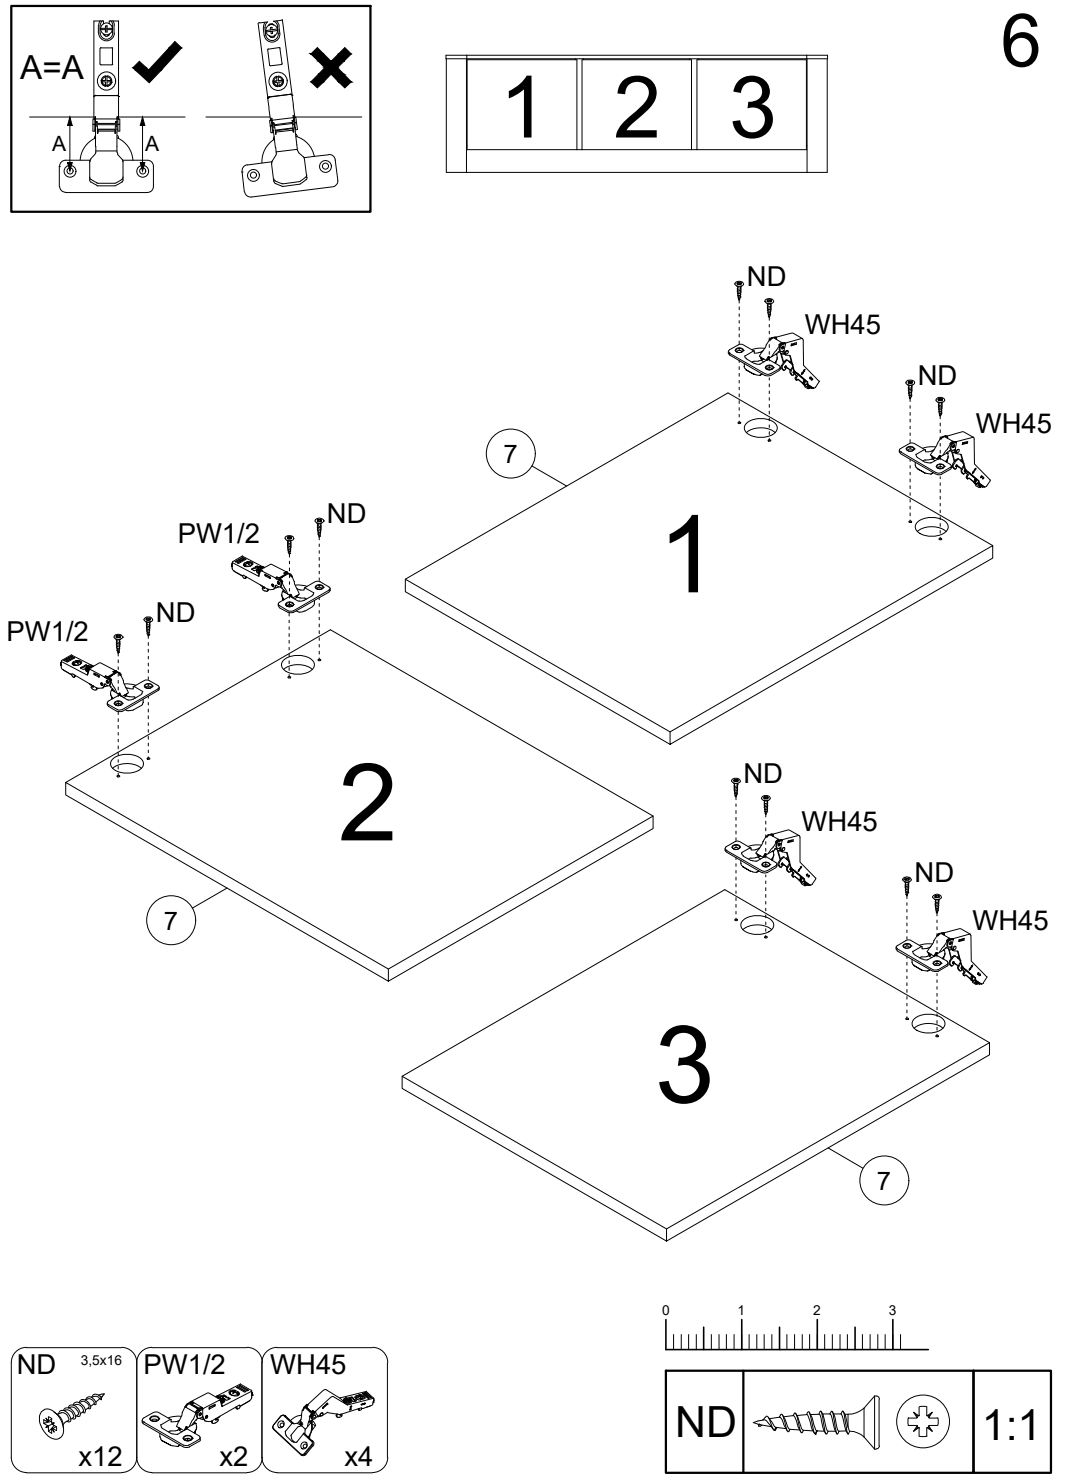 6
A=A
A
A
1 2 3
ND
WH45
ND
WH45
7
1
ND
PW1/2
ND
PW1/2
2
7
ND
WH45
ND
WH45
3
7
0 1 2 3
ND 3,5x16
x12
PW1/2
x2
WH45
x4
ND 1:1